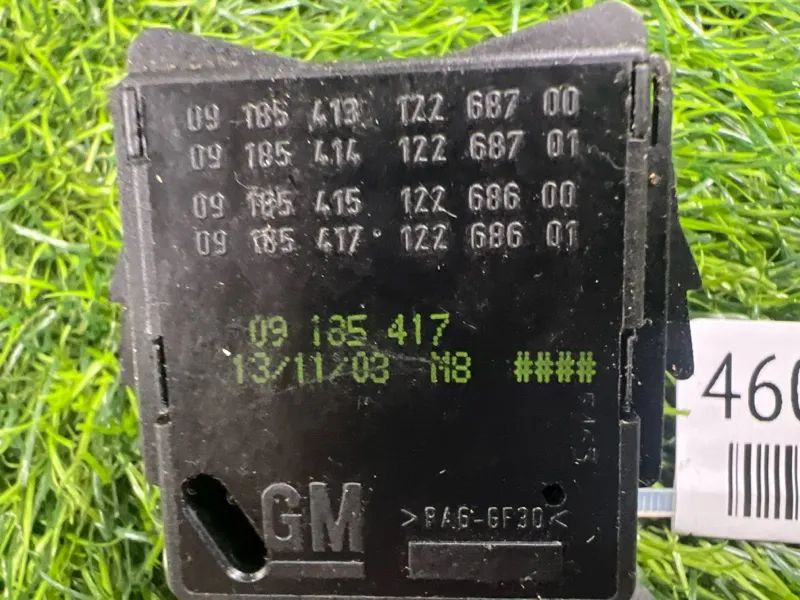 09 185 413 122 687 00
09 185 414 122 687 01
09 185 415 122 686 00
09 185 417 122 686 01
09 185 417
13/11/03 M8 ####
GM
>PA6-GF30<